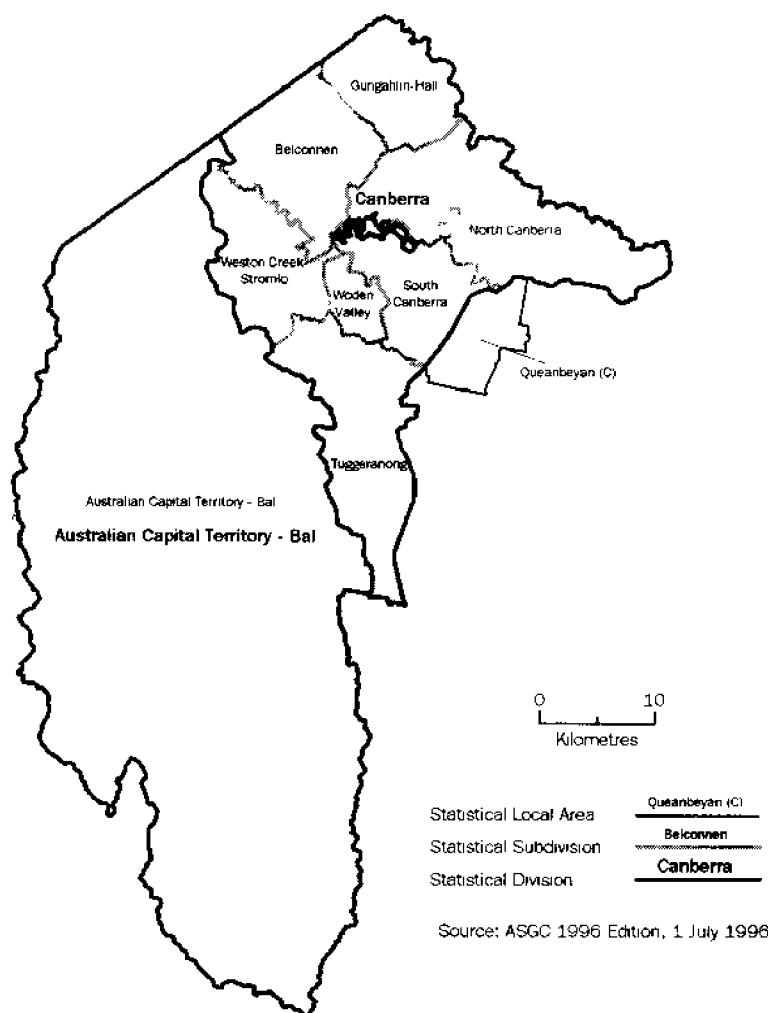 Gungahlin-Hall
Belconnen
Canberra
North Canberra
Weston Creek
Stromlo
South
Canberra
Woden
Valley
Queanbeyan (C)
Tuggeranong
Australian Capital Territory - Bal
Australian Capital Territory - Bal
0 10
Kilometres
Statistical Local Area Queanbeyan (C)
Statistical Subdivision Belconnen
Statistical Division Canberra
Source: ASGC 1996 Edition, 1 July 1996